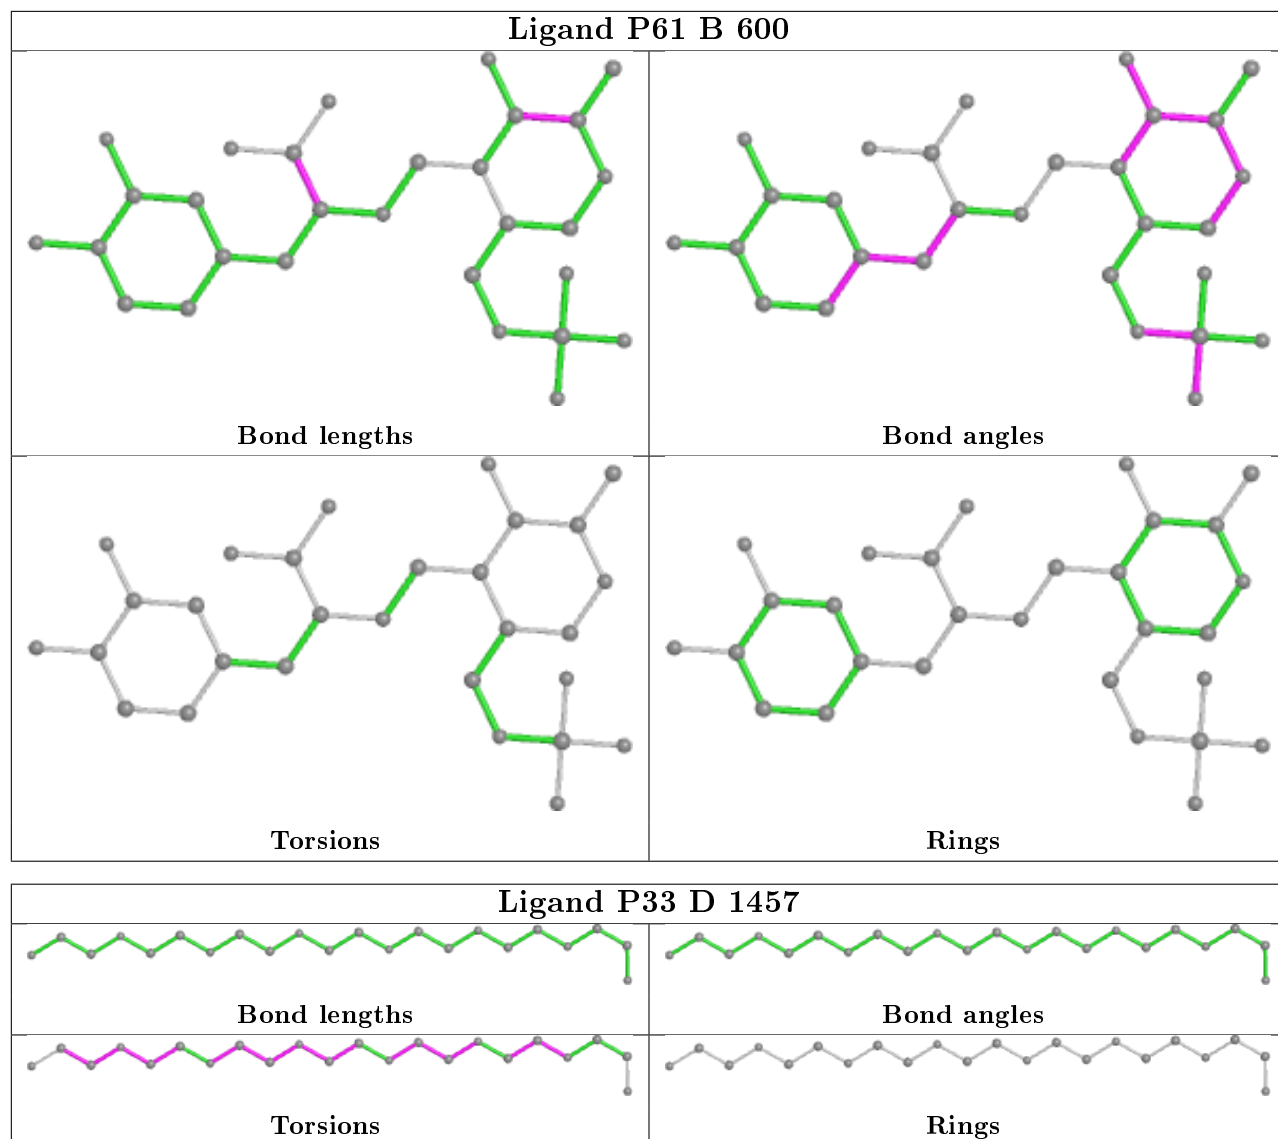 Ligand P61 B 600
Bond lengths
Bond angles
Torsions
Rings
Ligand P33 D 1457
Bond lengths
Bond angles
Torsions
Rings